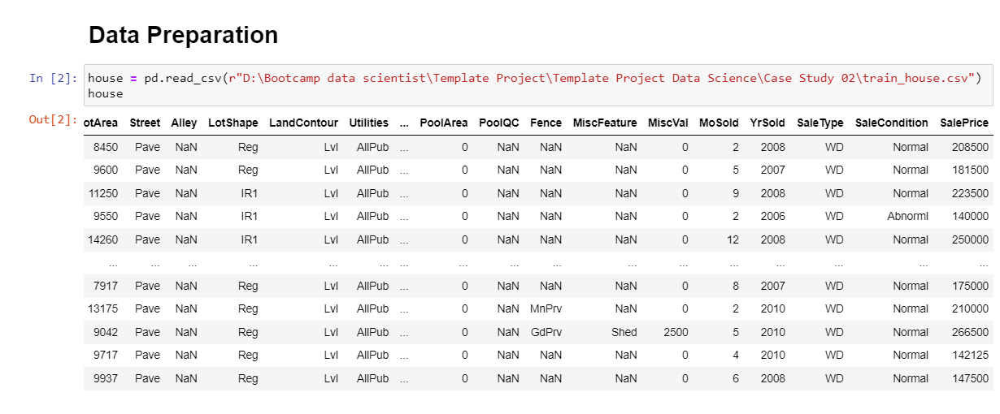 Data Preparation
In [2]: house = pd.read_csv(r"D:\Bootcamp data scientist\Template Project\Template Project Data Science\Case Study 02\train_house.csv")
house
Out[2]: otArea Street Alley LotShape LandContour Utilities ... PoolArea PoolQC Fence MiscFeature MiscVal MoSold YrSold SaleType SaleCondition SalePrice
8450 Pave NaN Reg Lvl AllPub ... 0 NaN NaN NaN 0 2 2008 WD Normal 208500
9600 Pave NaN Reg Lvl AllPub ... 0 NaN NaN NaN 0 5 2007 WD Normal 181500
11250 Pave NaN IR1 Lvl AllPub ... 0 NaN NaN NaN 0 9 2008 WD Normal 223500
9550 Pave NaN IR1 Lvl AllPub ... 0 NaN NaN NaN 0 2 2006 WD Abnorml 140000
14260 Pave NaN IR1 Lvl AllPub ... 0 NaN NaN NaN 0 12 2008 WD Normal 250000
... ... ... ... ... ... ... ... ... ... ... ... ... ... ... ... ...
7917 Pave NaN Reg Lvl AllPub ... 0 NaN NaN NaN 0 8 2007 WD Normal 175000
13175 Pave NaN Reg Lvl AllPub ... 0 NaN MnPrv NaN 0 2 2010 WD Normal 210000
9042 Pave NaN Reg Lvl AllPub ... 0 NaN GdPrv Shed 2500 5 2010 WD Normal 266500
9717 Pave NaN Reg Lvl AllPub ... 0 NaN NaN NaN 0 4 2010 WD Normal 142125
9937 Pave NaN Reg Lvl AllPub ... 0 NaN NaN NaN 0 6 2008 WD Normal 147500